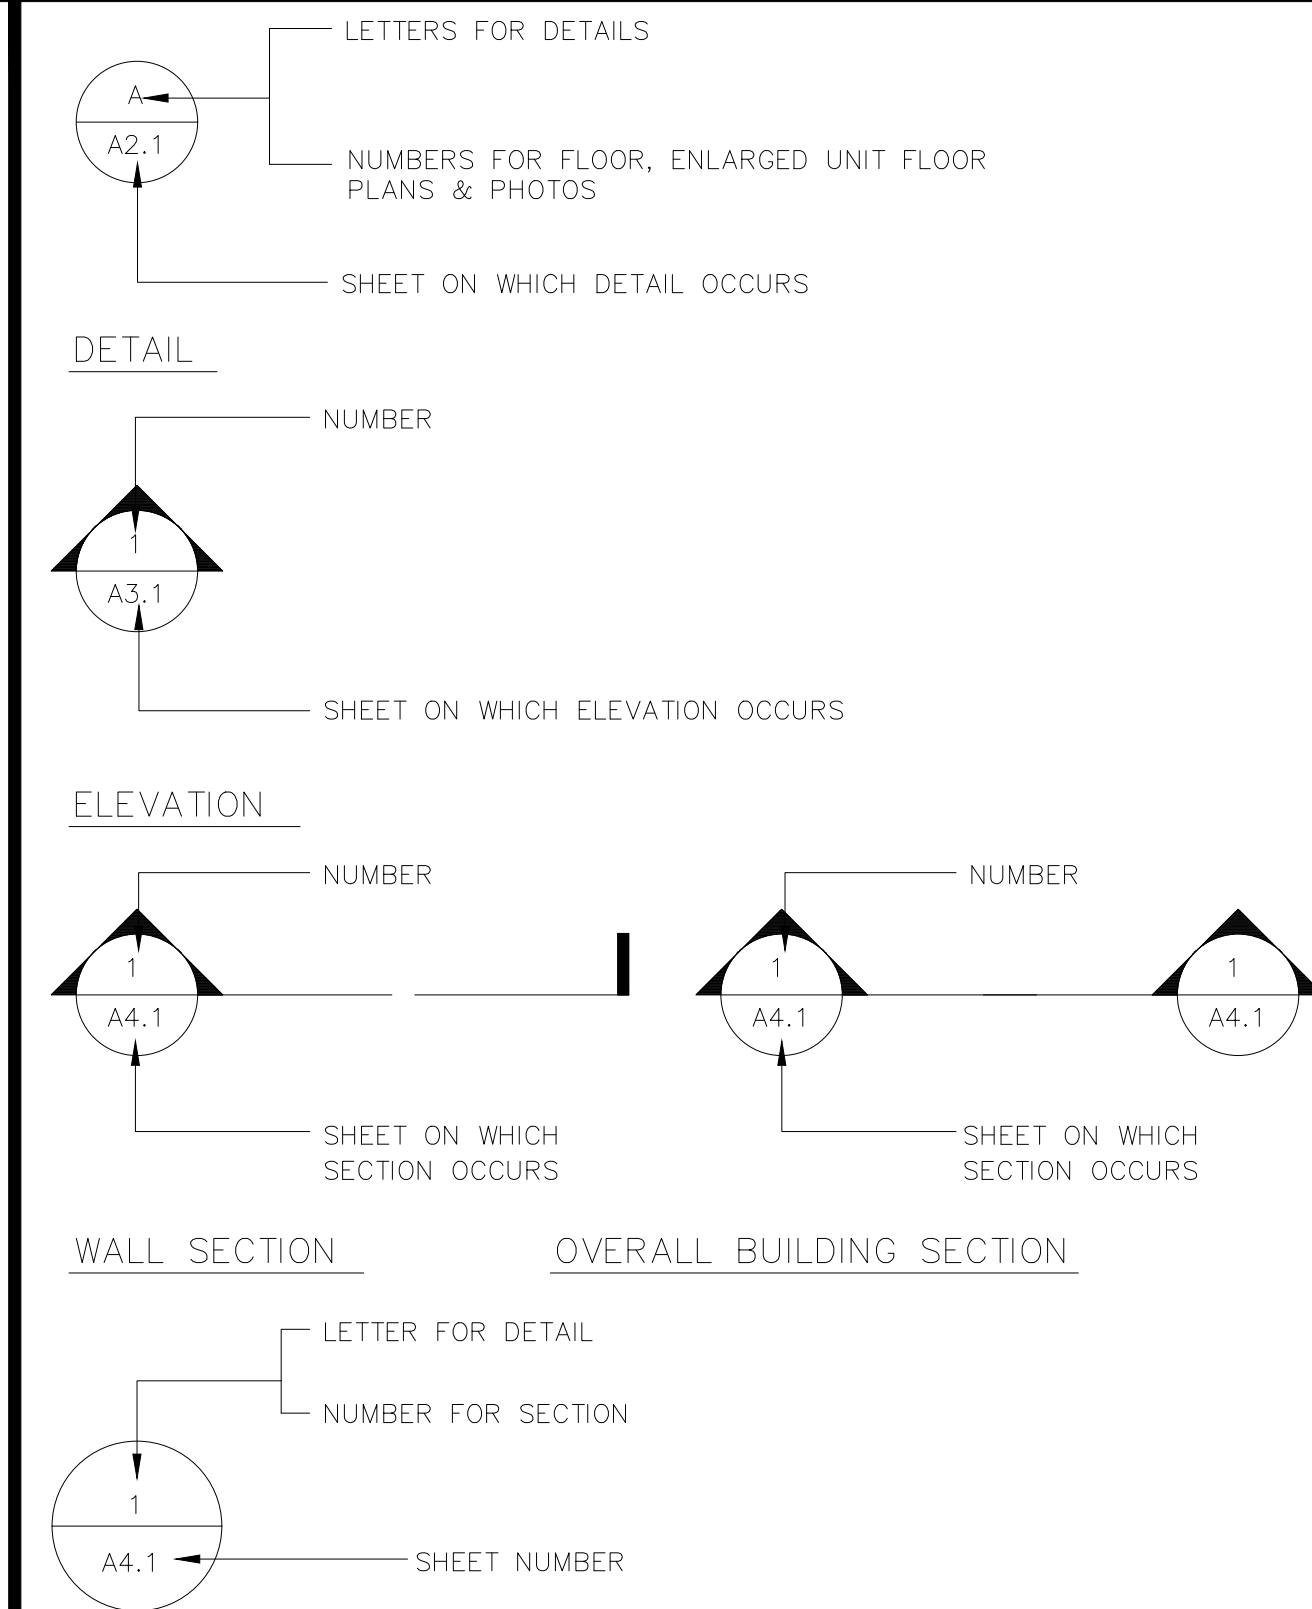 LETTERS FOR DETAILS
A
A2.1
NUMBERS FOR FLOOR, ENLARGED UNIT FLOOR
PLANS & PHOTOS
SHEET ON WHICH DETAIL OCCURS
DETAIL
NUMBER
1
A3.1
SHEET ON WHICH ELEVATION OCCURS
ELEVATION
NUMBER
1
A4.1
SHEET ON WHICH
SECTION OCCURS
WALL SECTION
NUMBER
1
A4.1
1
A4.1
SHEET ON WHICH
SECTION OCCURS
OVERALL BUILDING SECTION
LETTER FOR DETAIL
NUMBER FOR SECTION
1
A4.1
SHEET NUMBER